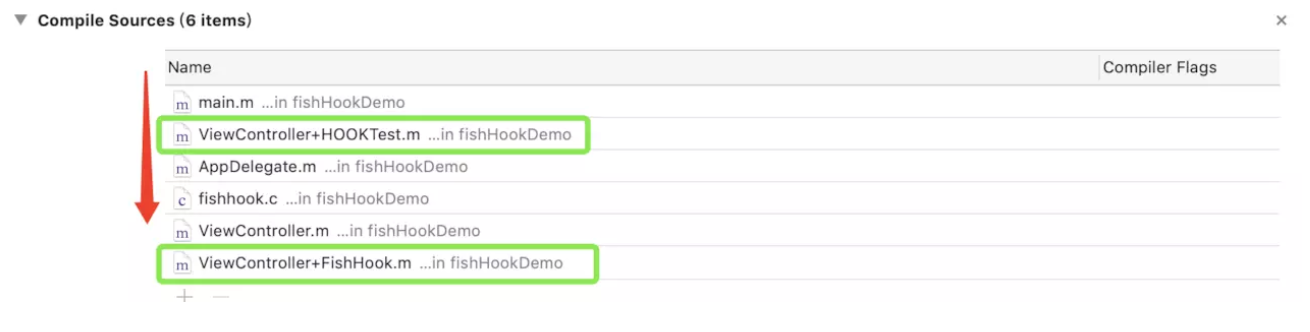 Compile Sources (6 items)
Name Compiler Flags
m main.m ...in fishHookDemo
m ViewController+HOOKTest.m ...in fishHookDemo
m AppDelegate.m ...in fishHookDemo
c fishhook.c ...in fishHookDemo
m ViewController.m ...in fishHookDemo
m ViewController+FishHook.m ...in fishHookDemo